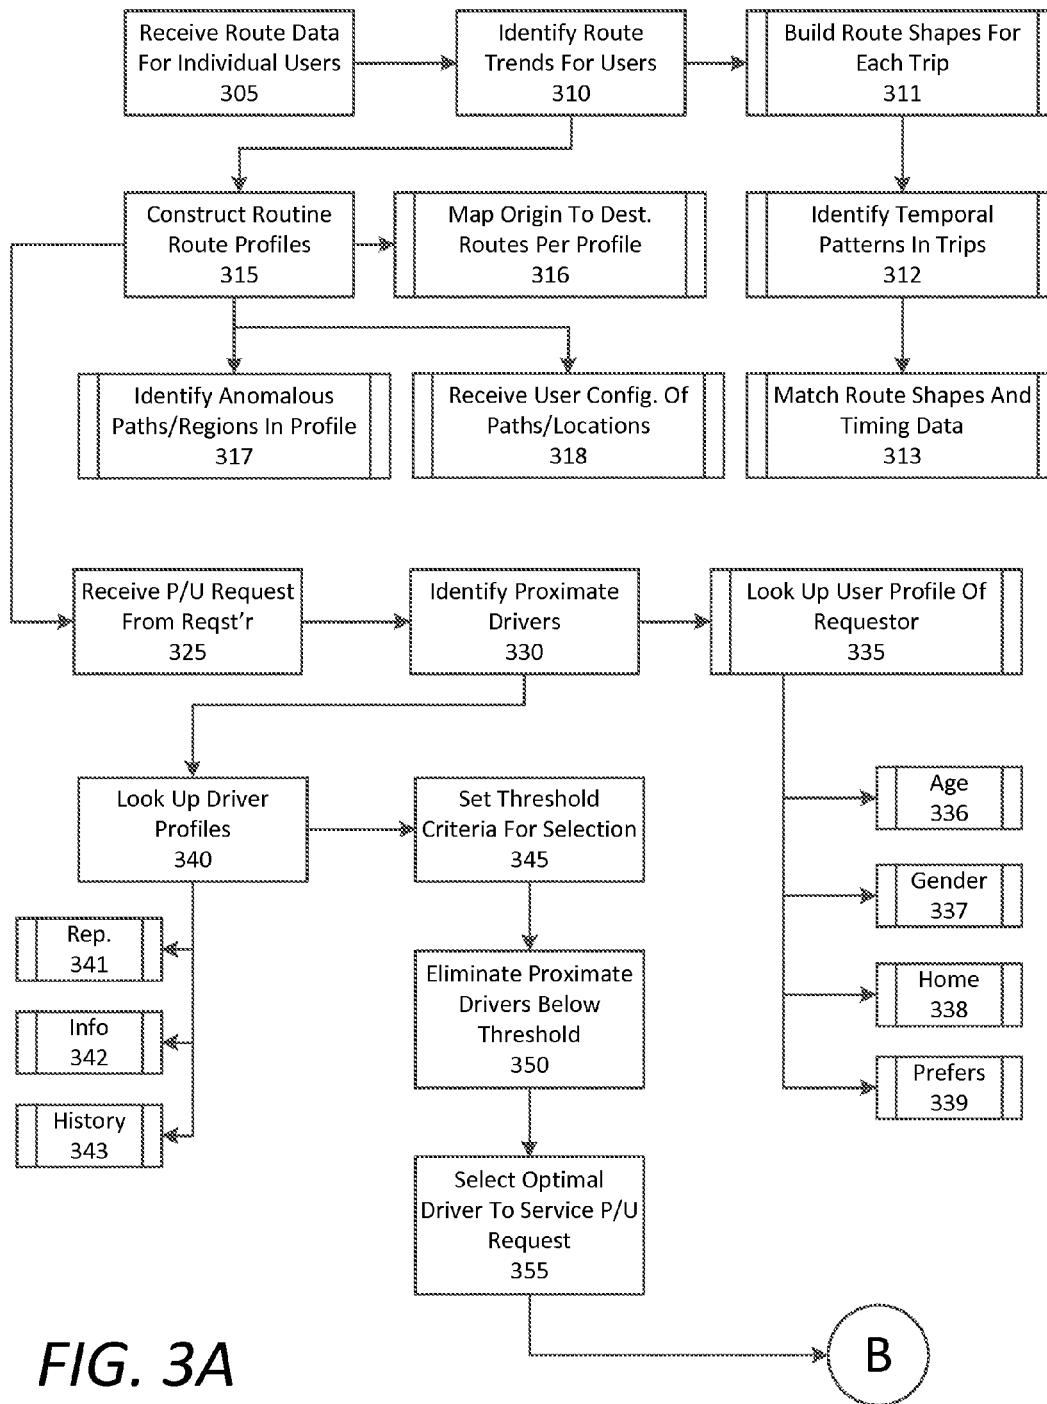 Receive Route Data
For Individual Users
305
Identify Route
Trends For Users
310
Build Route Shapes For
Each Trip
311
Construct Routine
Route Profiles
315
Map Origin To Dest.
Routes Per Profile
316
Identify Temporal
Patterns In Trips
312
Identify Anomalous
Paths/Regions In Profile
317
Receive User Config. Of
Paths/Locations
318
Match Route Shapes And
Timing Data
313
Receive P/U Request
From Reqst'r
325
Identify Proximate
Drivers
330
Look Up User Profile Of
Requestor
335
Look Up Driver
Profiles
340
Set Threshold
Criteria For Selection
345
Age
336
Gender
337
Rep.
341
Eliminate Proximate
Drivers Below
Threshold
350
Home
338
Info
342
Prefers
339
History
343
Select Optimal
Driver To Service P/U
Request
355
B
FIG. 3A